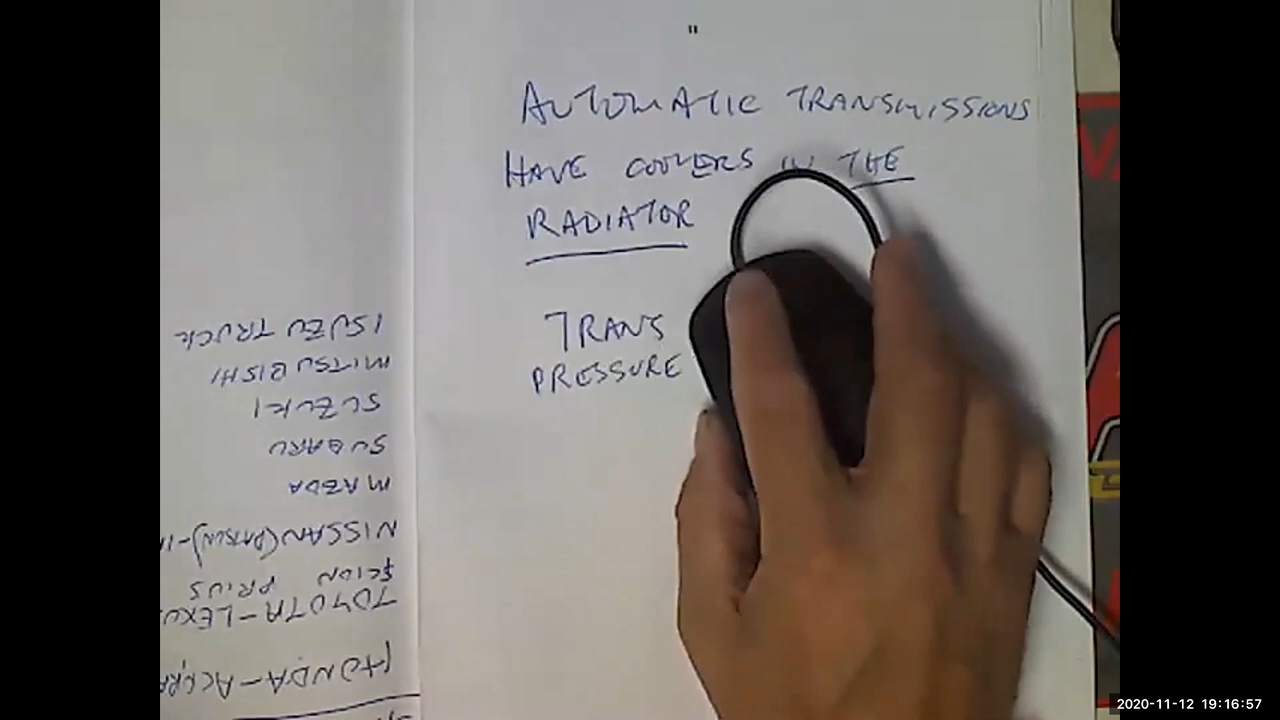 AUTOMATIC TRANSMISSIONS
HAVE COOLERS IN THE
RADIATOR
TRANS
PRESSURE
HONDA-ACURA
TOYOTA-LEXUS
SCION PRIUS
NISSAN (DATSUN)-
MAZDA
SUBARU
SUZUKI
MITSUBISHI
ISUZU TRUCK
2020-11-12 19:16:57